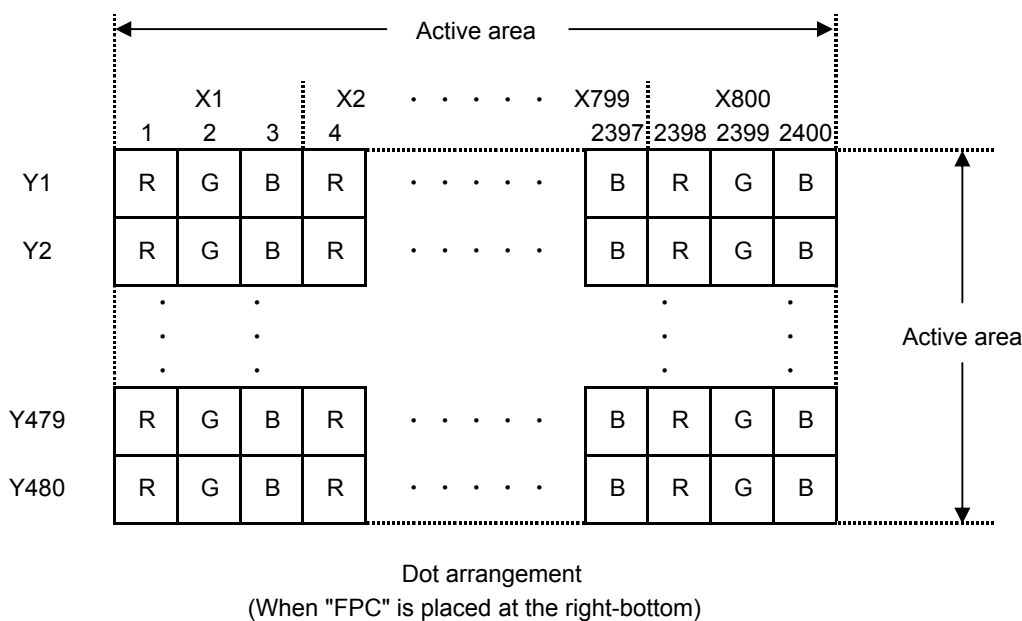 Active area
X1 X2 · · · · · X799 X800
1 2 3 4 2397 2398 2399 2400
Y1 R G B R · · · · · B R G B
Y2 R G B R · · · · · B R G B
· · · ·
· · · · Active area
· · · ·
Y479 R G B R · · · · · B R G B
Y480 R G B R · · · · · B R G B
Dot arrangement
(When "FPC" is placed at the right-bottom)